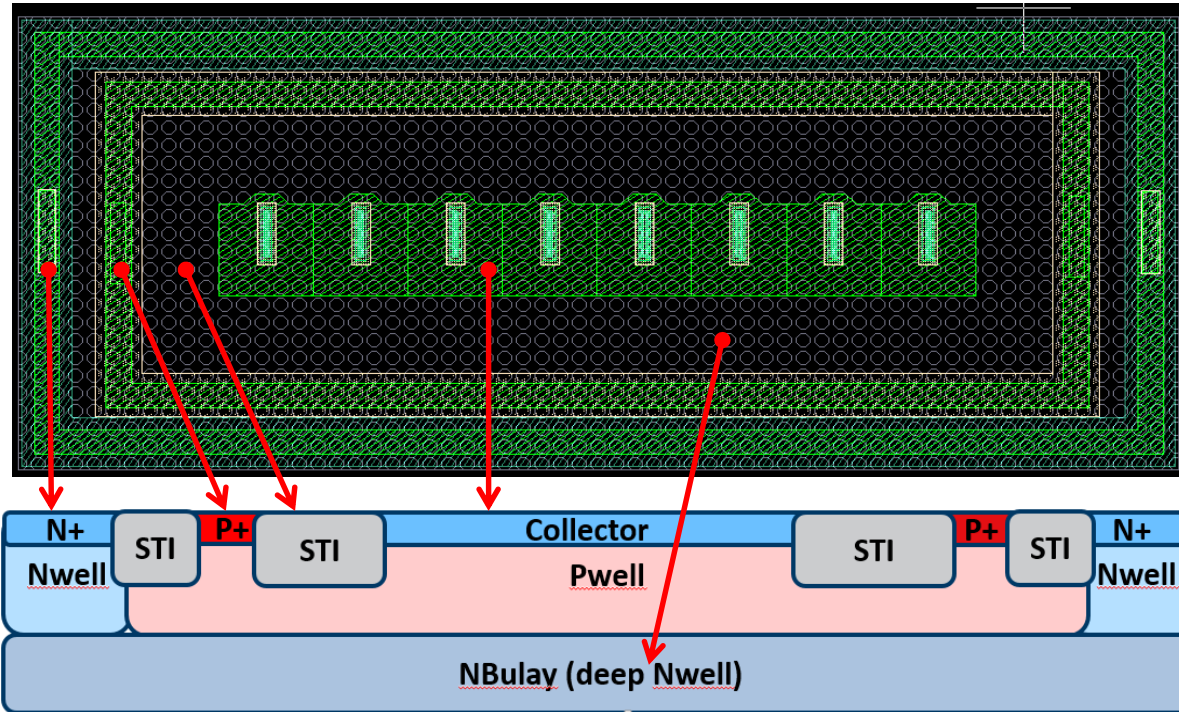 N+ STI P+ STI Collector STI P+ STI N+
Nwell Pwell Nwell
NBulay (deep Nwell)